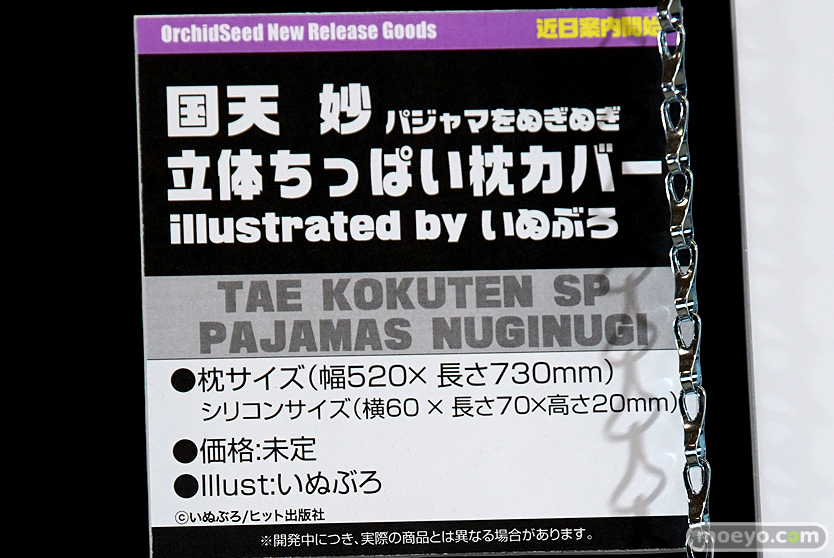 OrchidSeed New Release Goods 近日案内開始
国天 妙 パジャマをぬぎぬぎ
立体ちっぱい枕カバー
illustrated by いぬぶろ
TAE KOKUTEN SP
PAJAMAS NUGINUGI
●枕サイズ(幅520×長さ730mm)
シリコンサイズ(横60×長さ70×高さ20mm)
●価格:未定
●Illust:いぬぶろ
©いぬぶろ/ヒット出版社
※開発中につき、実際の商品とは異なる場合があります。
moeyo.com